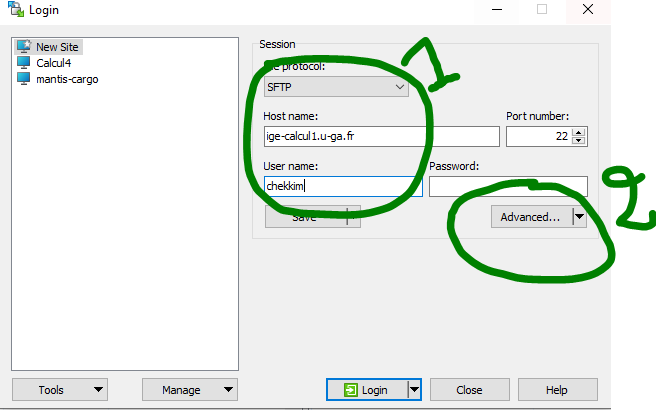 Login
New Site
Calcul4
mantis-cargo
Session
protocol:
SFTP
1
Host name:
Port number:
ige-calcul1.u-ga.fr
22
User name:
Password:
chekkim
Save
Advanced...
2
Tools
Manage
Login
Close
Help